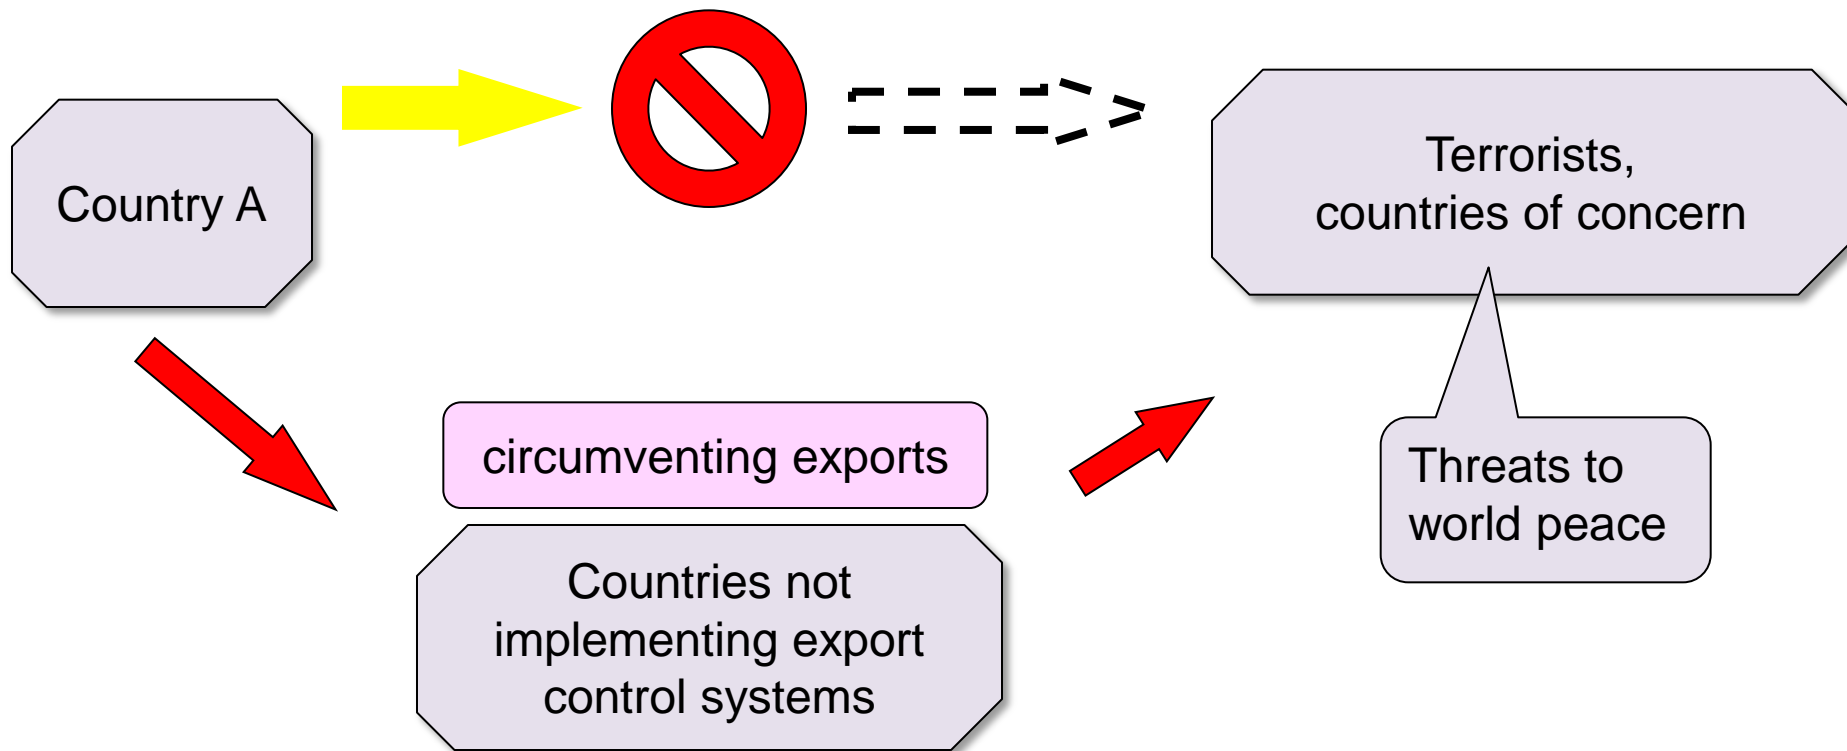 Country A
Terrorists,
countries of concern
circumventing exports
Threats to
world peace
Countries not
implementing export
control systems